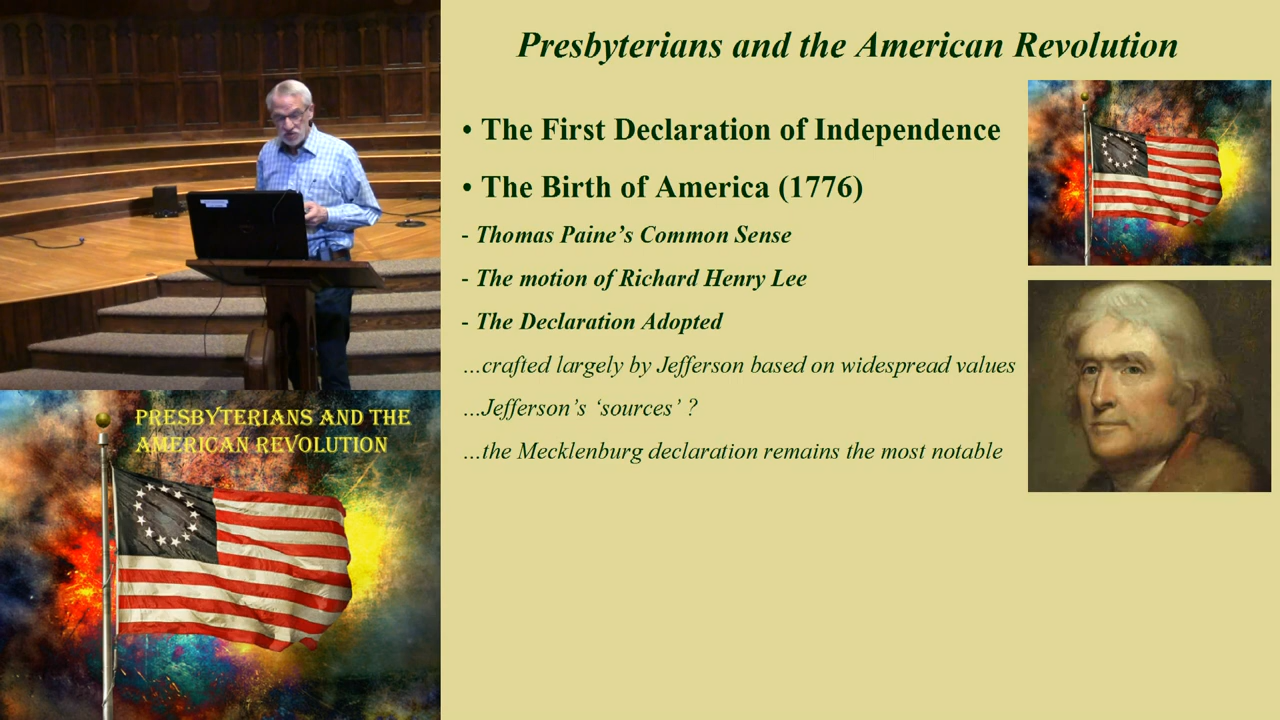 Presbyterians and the American Revolution
• The First Declaration of Independence
• The Birth of America (1776)
- Thomas Paine’s Common Sense
- The motion of Richard Henry Lee
- The Declaration Adopted
...crafted largely by Jefferson based on widespread values
...Jefferson’s ‘sources’ ?
...the Mecklenburg declaration remains the most notable
PRESBYTERIANS AND THE
AMERICAN REVOLUTION